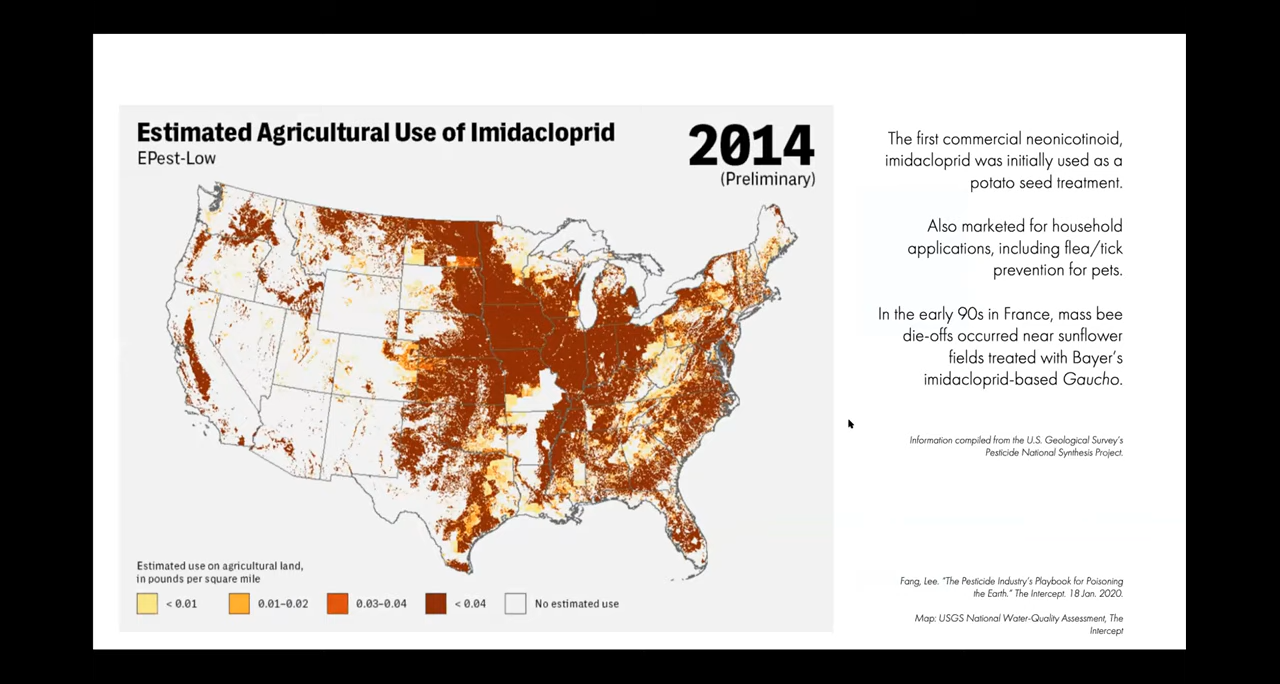 Estimated Agricultural Use of Imidacloprid
EPest-Low
2014
(Preliminary)
Estimated use on agricultural land,
in pounds per square mile
< 0.01
0.01–0.02
0.03–0.04
< 0.04
No estimated use
The first commercial neonicotinoid,
imidacloprid was initially used as a
potato seed treatment.
Also marketed for household
applications, including flea/tick
prevention for pets.
In the early 90s in France, mass bee
die-offs occurred near sunflower
fields treated with Bayer’s
imidacloprid-based Gaucho.
Information compiled from the U.S. Geological Survey’s
Pesticide National Synthesis Project.
Fang, Lee. “The Pesticide Industry’s Playbook for Poisoning
the Earth.” The Intercept. 18 Jan. 2020.
Map: USGS National Water-Quality Assessment, The
Intercept